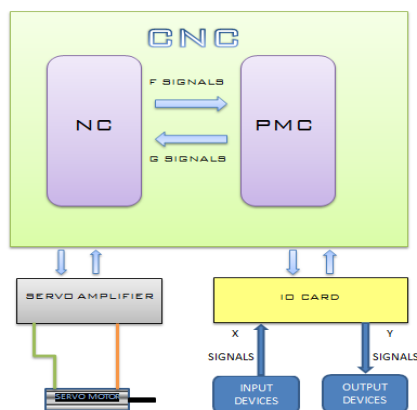 CNC
F SIGNALS
NC
PMC
G SIGNALS
SERVO AMPLIFIER
IO CARD
X
Y
SIGNALS
SIGNALS
SERVO MOTOR
INPUT
DEVICES
OUTPUT
DEVICES